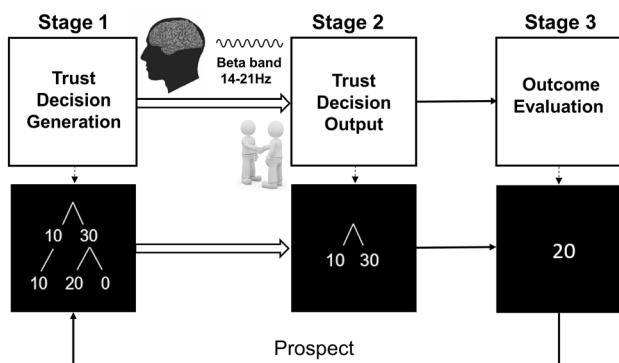 Stage 1
Stage 2
Stage 3
Trust
Decision
Generation
Beta band
14-21Hz
Trust
Decision
Output
Outcome
Evaluation
10 30
10 20 0
10 30
20
Prospect